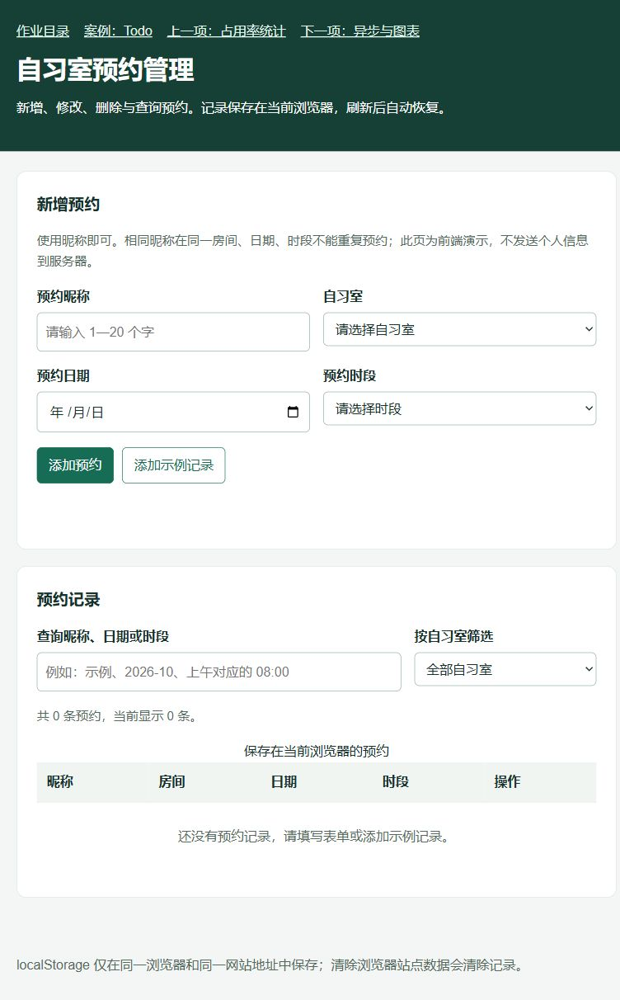 作业目录 案例：Todo 上一项：占用率统计 下一项：异步与图表
自习室预约管理
新增、修改、删除与查询预约。记录保存在当前浏览器，刷新后自动恢复。
新增预约
使用昵称即可。相同昵称在同一房间、日期、时段不能重复预约；此页为前端演示，不发送个人信息
到服务器。
预约昵称 自习室
请输入 1—20 个字 请选择自习室
预约日期 预约时段
年 /月/日 请选择时段
添加预约 添加示例记录
预约记录
查询昵称、日期或时段 按自习室筛选
例如：示例、2026-10、上午对应的 08:00 全部自习室
共 0 条预约，当前显示 0 条。
保存在当前浏览器的预约
昵称 房间 日期 时段 操作
还没有预约记录，请填写表单或添加示例记录。
localStorage 仅在同一浏览器和同一网站地址中保存；清除浏览器站点数据会清除记录。